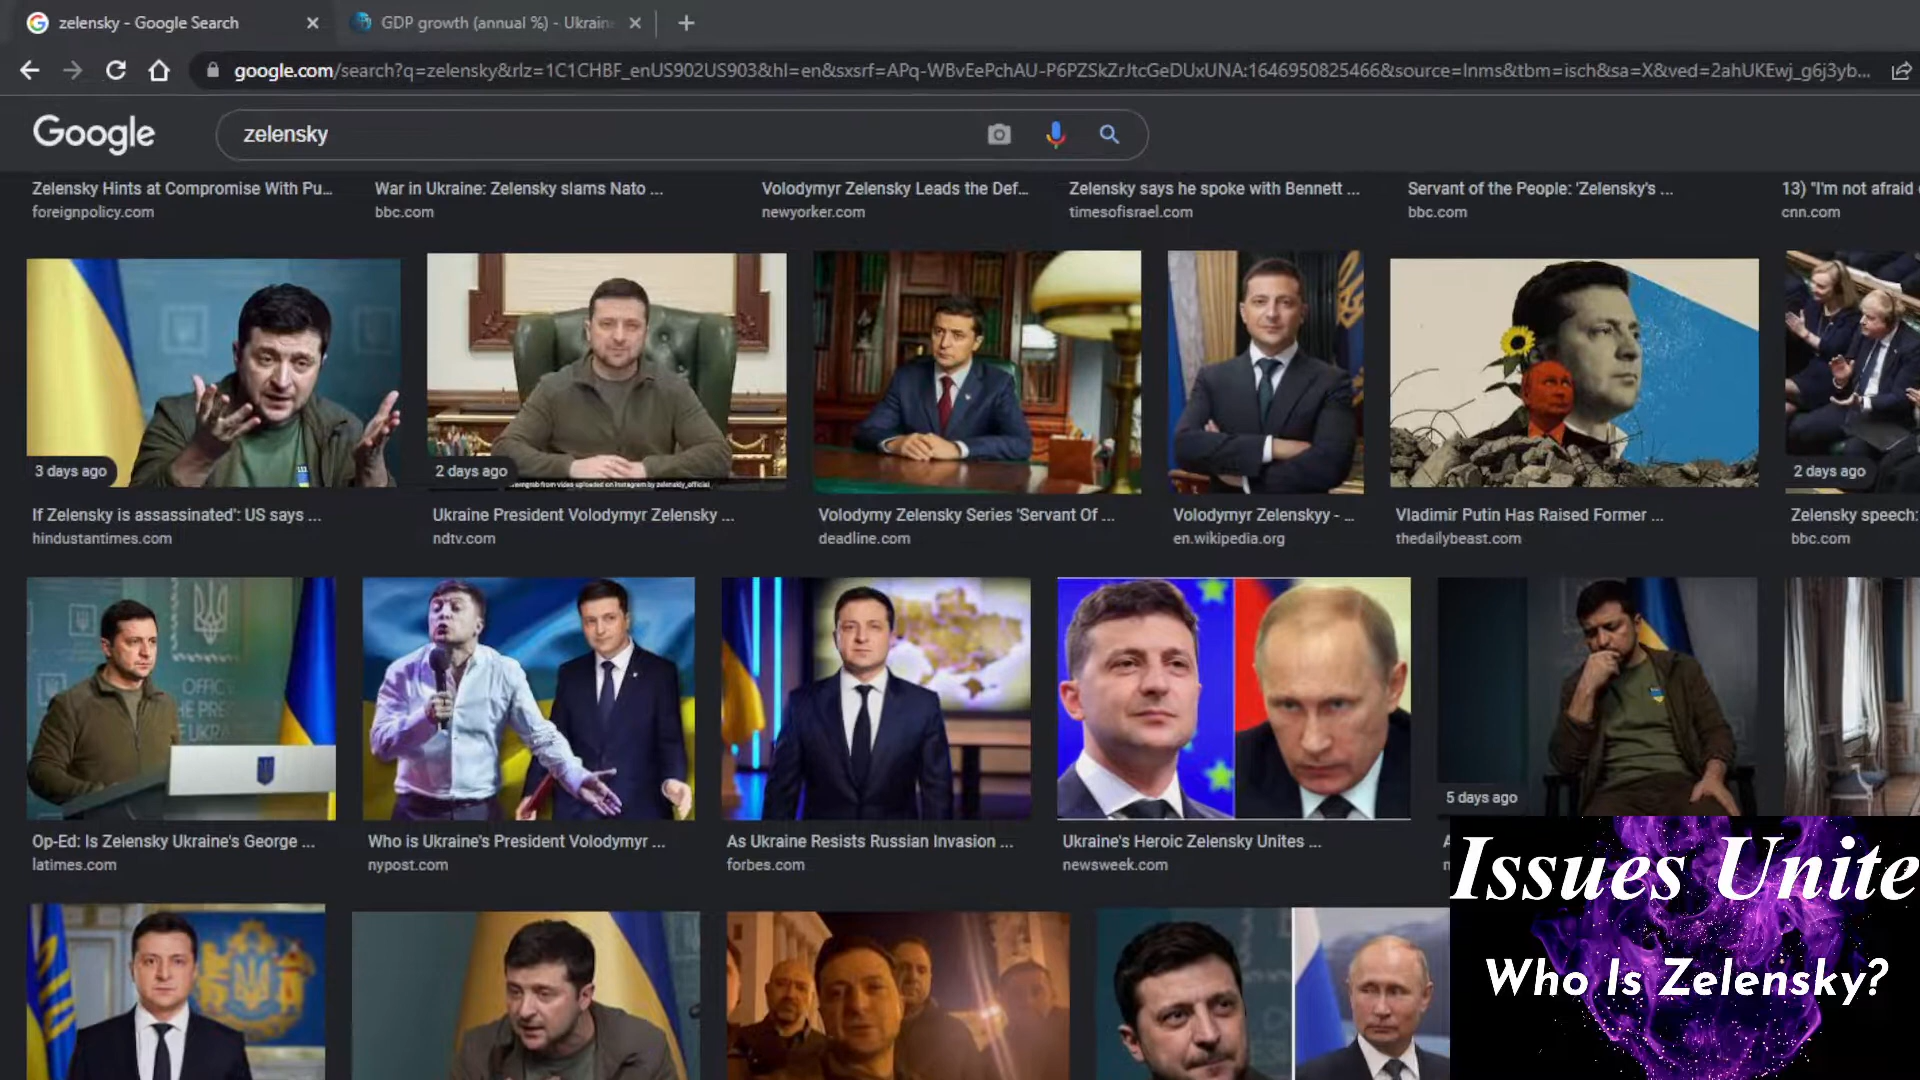 zelensky - Google Search
GDP growth (annual %) - Ukrain
google.com/search?q=zelensky&rlz=1C1CHBF_enUS902US903&hl=en&sxsrf=APq-WBvEePchAU-P6PZSkZrJtcGeDUxUNA:1646950825466&source=lnms&tbm=isch&sa=X&ved=2ahUKEwj_g6j3yb...
Google
zelensky
Zelensky Hints at Compromise With Pu...
foreignpolicy.com
War in Ukraine: Zelensky slams Nato ...
bbc.com
Volodymyr Zelensky Leads the Def...
newyorker.com
Zelensky says he spoke with Bennett ...
timesofisrael.com
Servant of the People: 'Zelensky's ...
bbc.com
13) "I'm not afraid
cnn.com
3 days ago
If Zelensky is assassinated': US says ...
hindustantimes.com
2 days ago
Ukraine President Volodymyr Zelensky ...
ndtv.com
Volodymy Zelensky Series 'Servant Of ...
deadline.com
Volodymyr Zelenskyy - ...
en.wikipedia.org
Vladimir Putin Has Raised Former ...
thedailybeast.com
2 days ago
Zelensky speech:
bbc.com
Op-Ed: Is Zelensky Ukraine's George ...
latimes.com
Who is Ukraine's President Volodymyr ...
nypost.com
As Ukraine Resists Russian Invasion ...
forbes.com
Ukraine's Heroic Zelensky Unites ...
newsweek.com
5 days ago
Issues Unite
Who Is Zelensky?